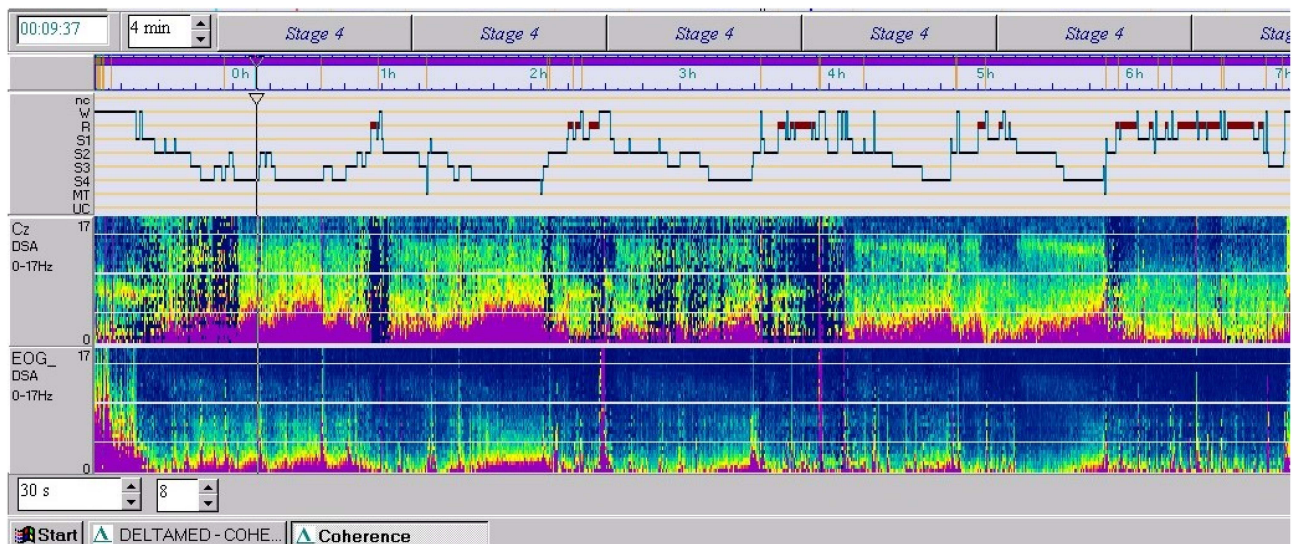 00:09:37 4 min Stage 4 Stage 4 Stage 4 Stage 4 Stage 4 Stag
0h 1h 2h 3h 4h 5h 6h 7h
nc
W
R
S1
S2
S3
S4
MT
UC
Cz 17
DSA
0-17Hz
0
EOG_ 17
DSA
0-17Hz
0
30 s 8
Start DELTAMED - COHE... Coherence